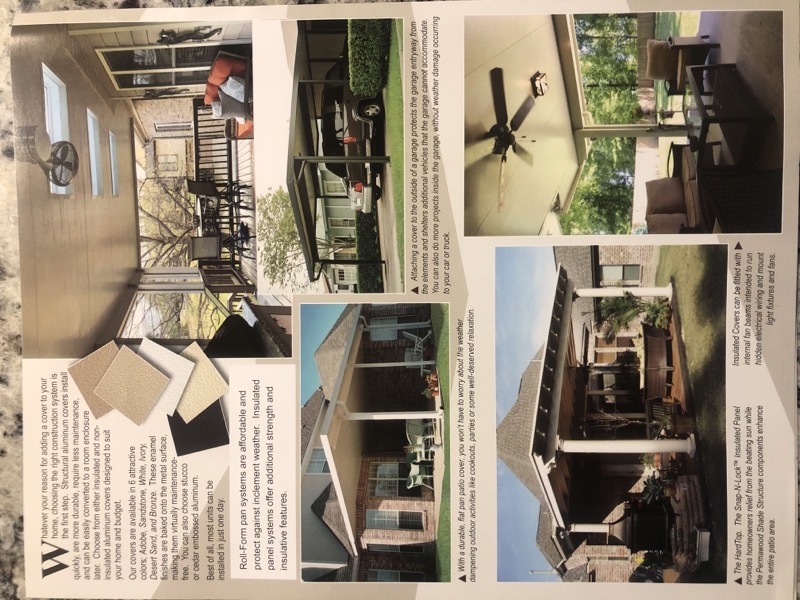 Whatever your reason for adding a cover to your
home, choosing the right construction system is
the first step. Structural aluminum covers install
quickly, are more durable, require less maintenance,
and can be easily converted to a room enclosure
later. Choose from either insulated and non-
insulated aluminum covers designed to suit
your home and budget.
Our covers are available in 6 attractive
colors; Adobe, Sandstone, White, Ivory,
Desert Sand, and Bronze. These enamel
finishes are baked onto the metal surface,
making them virtually maintenance-
free. You can also choose stucco
or cedar embossed aluminum.
Best of all, most units can be
installed in just one day.
Roll-Form pan systems are affordable and
protect against inclement weather. Insulated
panel systems offer additional strength and
insulative features.
▲ Attaching a cover to the outside of a garage protects the garage entryway from
the elements and shelters additional vehicles that the garage cannot accommodate.
You can also do more projects inside the garage, without weather damage occurring
to your car or truck.
▲ With a durable, flat pan patio cover, you won't have to worry about the weather
dampening outdoor activities like cookouts, parties or some well-deserved relaxation.
▲ The HardTop. The Snap-N-Lock™ Insulated Panel
provides homeowners relief from the beating sun while
the Permawood Shade Structure components enhance
the entire patio area.
Insulated Covers can be fitted with ▶
internal fan beams intended to run
hidden electrical wiring and mount
light fixtures and fans.